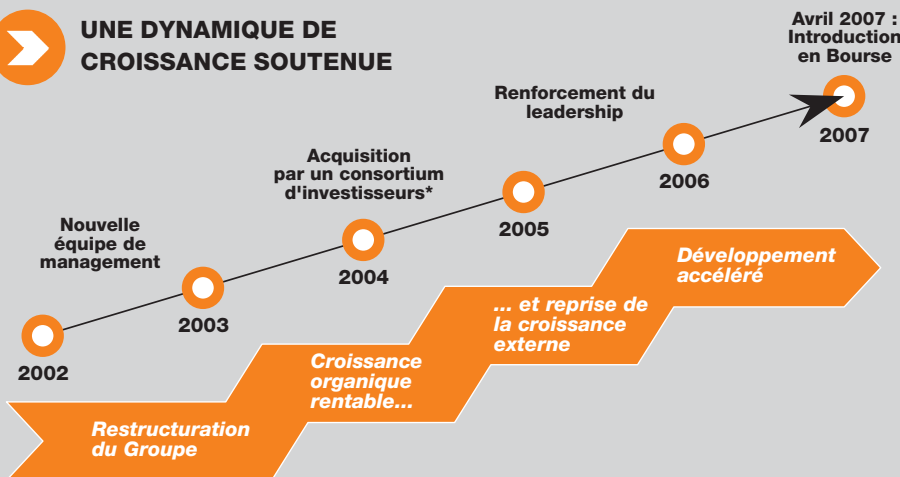 UNE DYNAMIQUE DE
CROISSANCE SOUTENUE
Avril 2007 :
Introduction
en Bourse
2007
Renforcement du
leadership
2006
2005
Acquisition
par un consortium
d'investisseurs*
2004
Nouvelle
équipe de
management
2003
2002
Restructuration
du Groupe
Croissance
organique
rentable...
... et reprise de
la croissance
externe
Développement
accéléré